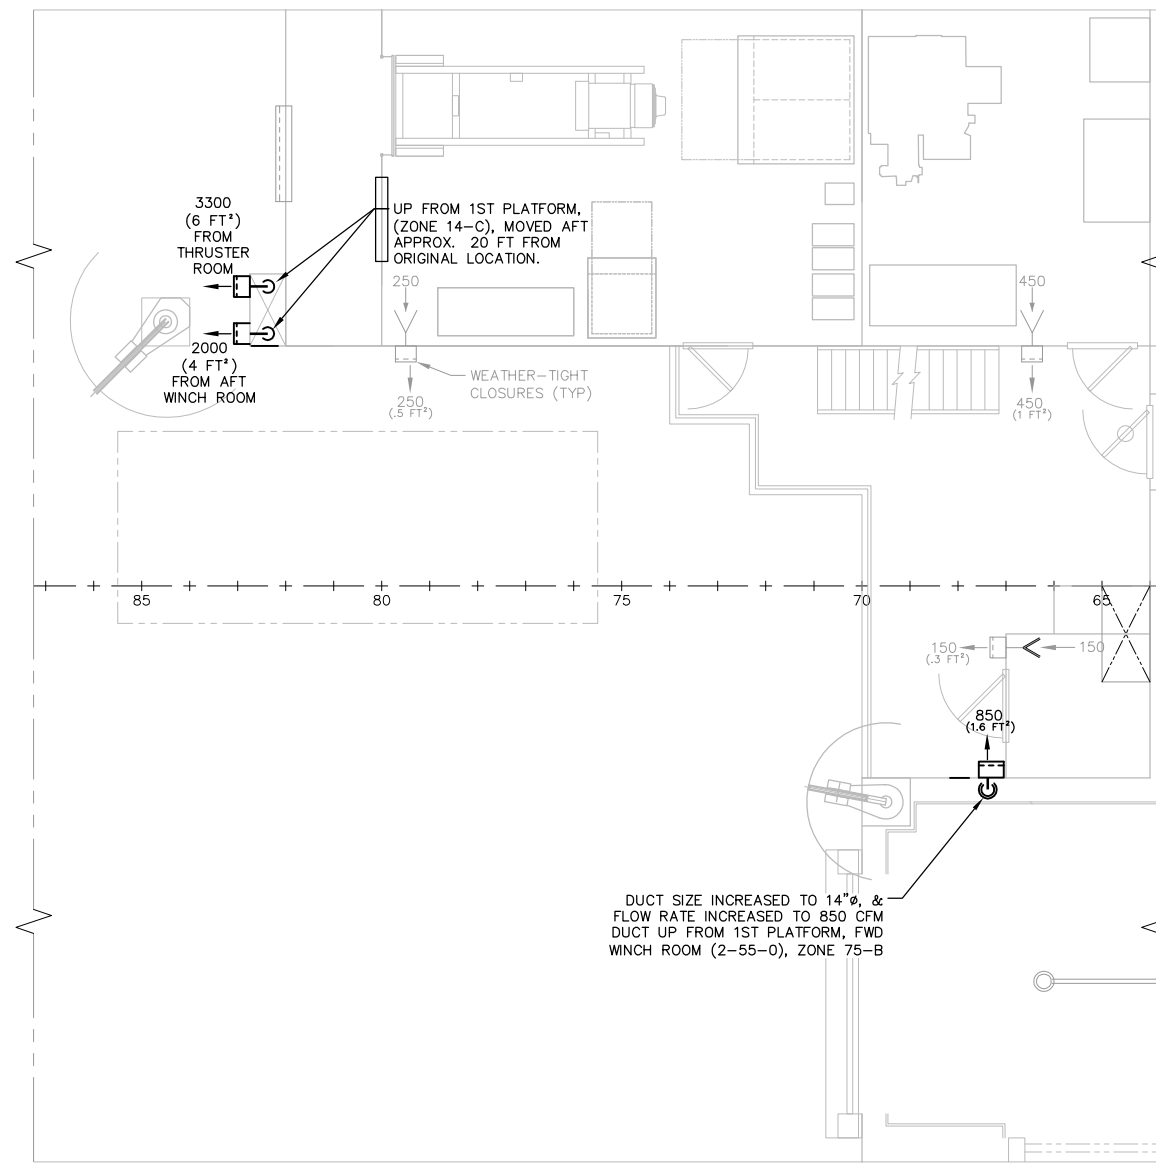 3300
(6 FT²)
FROM
THRUSTER
ROOM
UP FROM 1ST PLATFORM,
(ZONE 14-C), MOVED AFT
APPROX. 20 FT FROM
ORIGINAL LOCATION.
250
450
2000
(4 FT²)
FROM AFT
WINCH ROOM
WEATHER-TIGHT
CLOSURES (TYP)
250
(.5 FT²)
450
(1 FT²)
85
80
75
70
65
150
(.3 FT²)
150
850
(1.6 FT²)
DUCT SIZE INCREASED TO 14"ø, &
FLOW RATE INCREASED TO 850 CFM
DUCT UP FROM 1ST PLATFORM, FWD
WINCH ROOM (2-55-0), ZONE 75-B